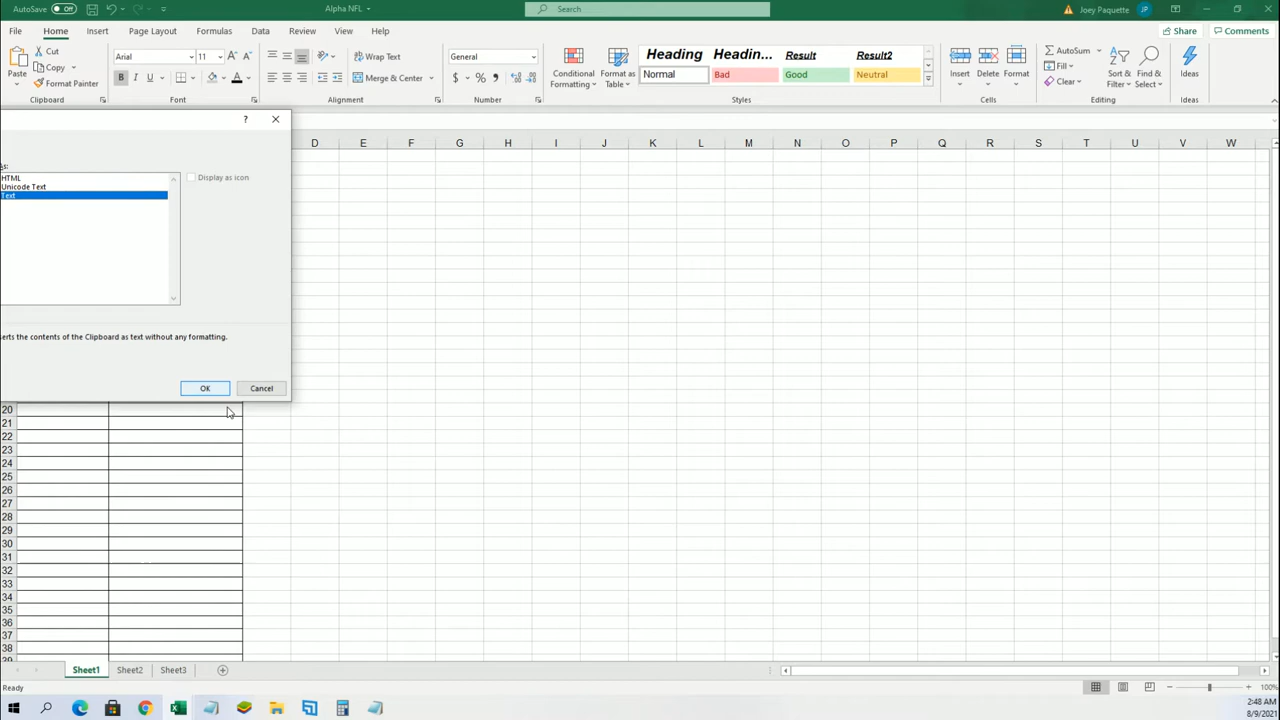 AutoSave Off Alpha NFL Search Joey Paquette JP
File Home Insert Page Layout Formulas Data Review View Help Share Comments
Paste Cut Copy Format Painter Clipboard
Arial 11 B I U A Font
Wrap Text Merge & Center Alignment
General $ % , Number
Conditional Formatting Format as Table
Heading Headin... Result Result2
Normal Bad Good Neutral
Styles
Insert Delete Format Cells
AutoSum Fill Clear Sort & Filter Find & Select Editing
Ideas Ideas
? ×
D E F G H I J K L M N O P Q R S T U V W
As:
HTML
Unicode Text
Text
Display as icon
serts the contents of the Clipboard as text without any formatting.
OK Cancel
20
21
22
23
24
25
26
27
28
29
30
31
32
33
34
35
36
37
38
39
Sheet1 Sheet2 Sheet3
Ready 100%
2:48 AM
8/9/2021